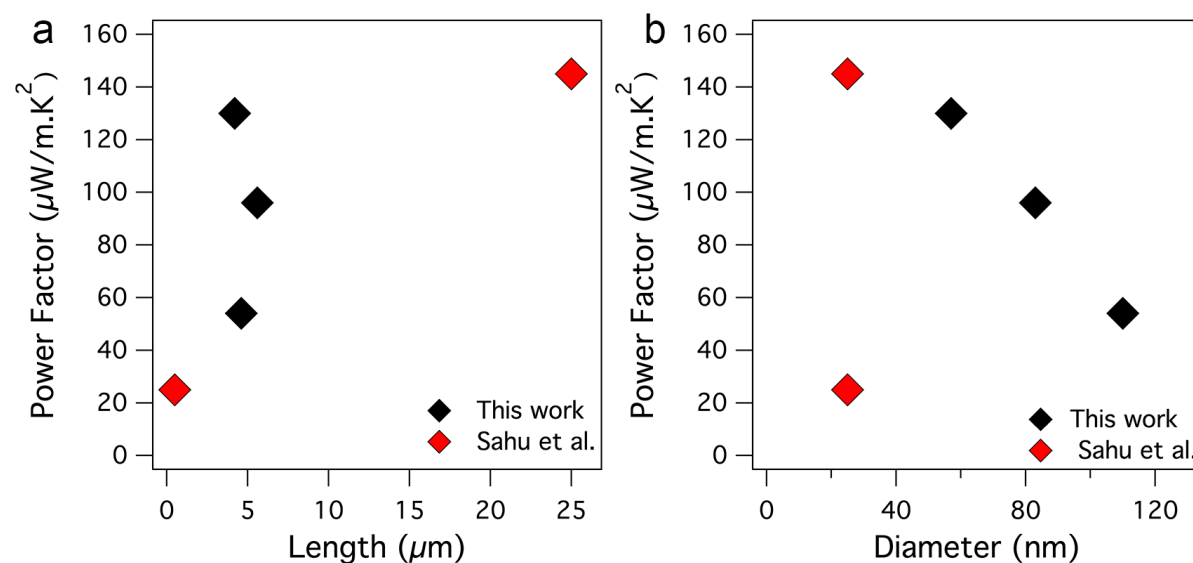 a
160
140
120
100
80
60
40
20
0
Power Factor (µW/m.K²)
0 5 10 15 20 25
Length (µm)
This work
Sahu et al.
b
160
140
120
100
80
60
40
20
0
Power Factor (µW/m.K²)
0 40 80 120
Diameter (nm)
This work
Sahu et al.